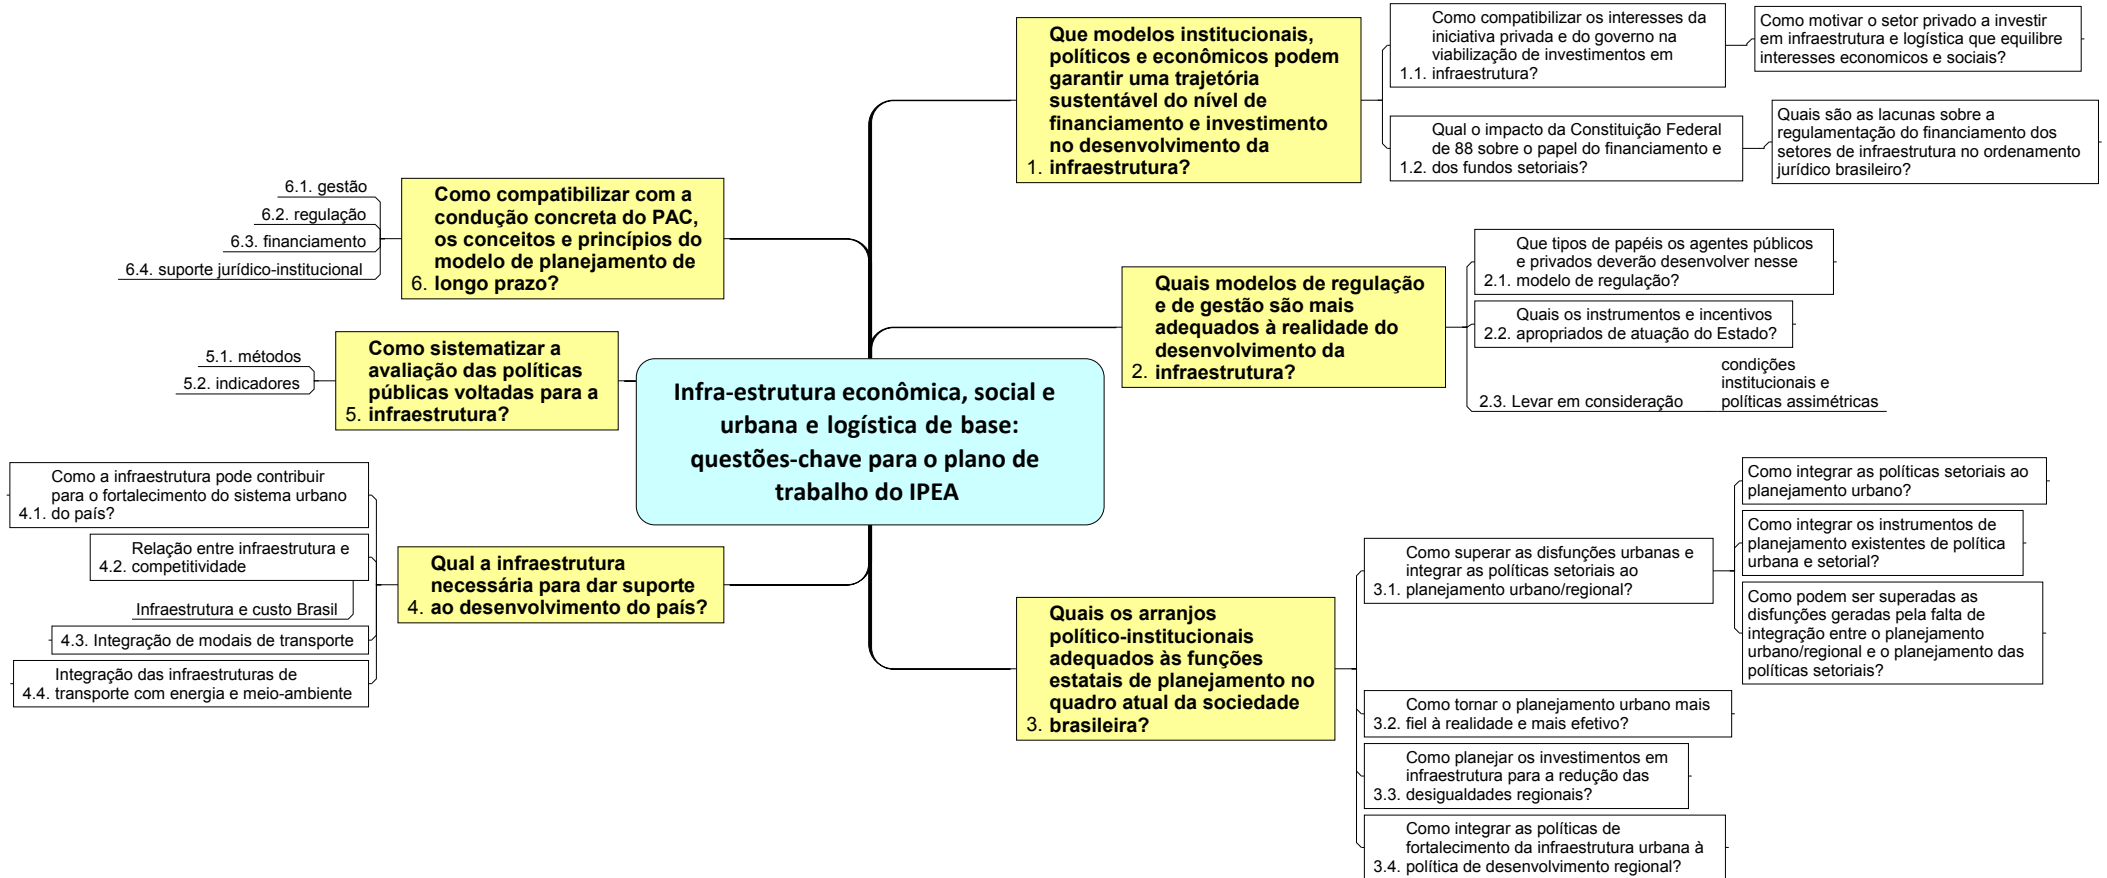 Infra-estrutura econômica, social e
urbana e logística de base:
questões-chave para o plano de
trabalho do IPEA
Que modelos institucionais,
políticos e econômicos podem
garantir uma trajetória
sustentável do nível de
financiamento e investimento
no desenvolvimento da
1. infraestrutura?
Como compatibilizar os interesses da
iniciativa privada e do governo na
viabilização de investimentos em
1.1. infraestrutura?
Como motivar o setor privado a investir
em infraestrutura e logística que equilibre
interesses economicos e sociais?
Qual o impacto da Constituição Federal
de 88 sobre o papel do financiamento e
1.2. dos fundos setoriais?
Quais são as lacunas sobre a
regulamentação do financiamento dos
setores de infraestrutura no ordenamento
jurídico brasileiro?
Quais modelos de regulação
e de gestão são mais
adequados à realidade do
desenvolvimento da
2. infraestrutura?
Que tipos de papéis os agentes públicos
e privados deverão desenvolver nesse
2.1. modelo de regulação?
Quais os instrumentos e incentivos
2.2. apropriados de atuação do Estado?
2.3. Levar em consideração
condições
institucionais e
políticas assimétricas
Quais os arranjos
político-institucionais
adequados às funções
estatais de planejamento no
quadro atual da sociedade
3. brasileira?
Como superar as disfunções urbanas e
integrar as políticas setoriais ao
3.1. planejamento urbano/regional?
Como integrar as políticas setoriais ao
planejamento urbano?
Como integrar os instrumentos de
planejamento existentes de política
urbana e setorial?
Como podem ser superadas as
disfunções geradas pela falta de
integração entre o planejamento
urbano/regional e o planejamento das
políticas setoriais?
Como tornar o planejamento urbano mais
3.2. fiel à realidade e mais efetivo?
Como planejar os investimentos em
infraestrutura para a redução das
3.3. desigualdades regionais?
Como integrar as políticas de
fortalecimento da infraestrutura urbana à
3.4. política de desenvolvimento regional?
Qual a infraestrutura
necessária para dar suporte
4. ao desenvolvimento do país?
Como a infraestrutura pode contribuir
para o fortalecimento do sistema urbano
4.1. do país?
Relação entre infraestrutura e
4.2. competitividade
Infraestrutura e custo Brasil
4.3. Integração de modais de transporte
Integração das infraestruturas de
4.4. transporte com energia e meio-ambiente
Como sistematizar a
avaliação das políticas
públicas voltadas para a
5. infraestrutura?
5.1. métodos
5.2. indicadores
Como compatibilizar com a
condução concreta do PAC,
os conceitos e princípios do
modelo de planejamento de
6. longo prazo?
6.1. gestão
6.2. regulação
6.3. financiamento
6.4. suporte jurídico-institucional